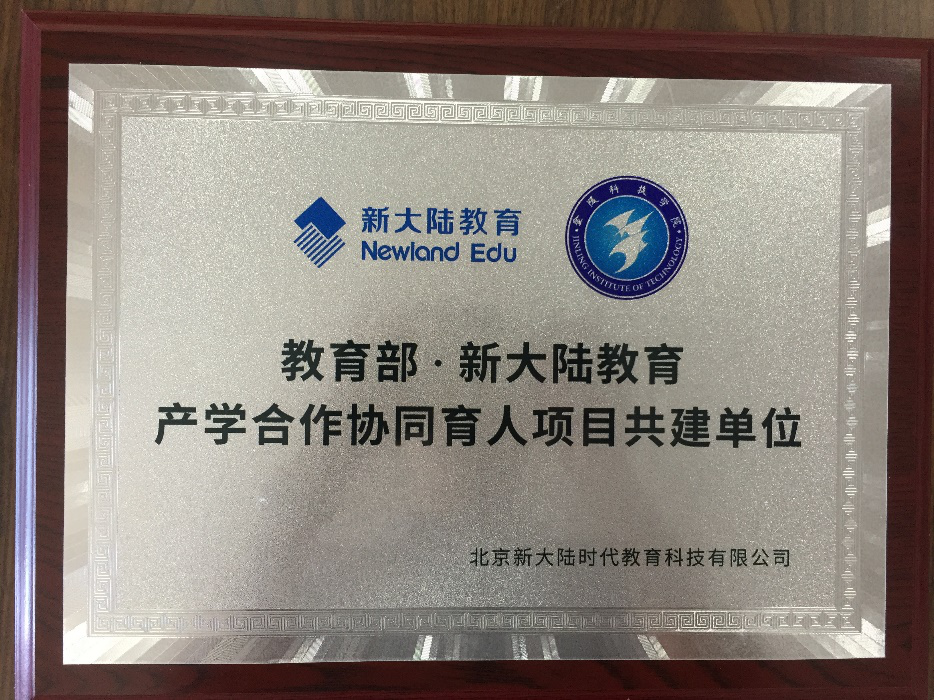 新大陆教育
Newland Edu
金陵科技学院
JINLING INSTITUTE OF TECHNOLOGY
教育部·新大陆教育
产学合作协同育人项目共建单位
北京新大陆时代教育科技有限公司